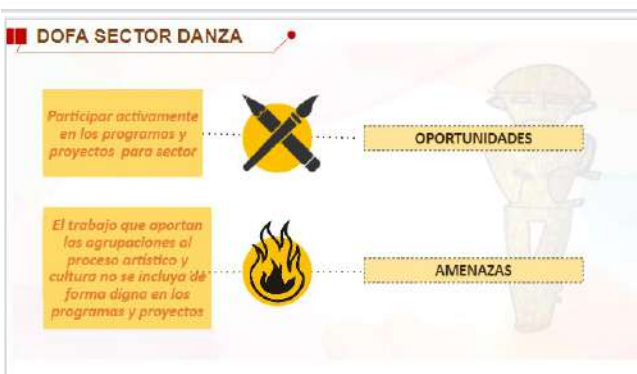 DOFA SECTOR DANZA
Participar activamente
en los programas y
proyectos para sector
OPORTUNIDADES
El trabajo que aportan
las agrupaciones al
proceso artístico y
cultura no se incluya de
forma digna en los
programas y proyectos
AMENAZAS